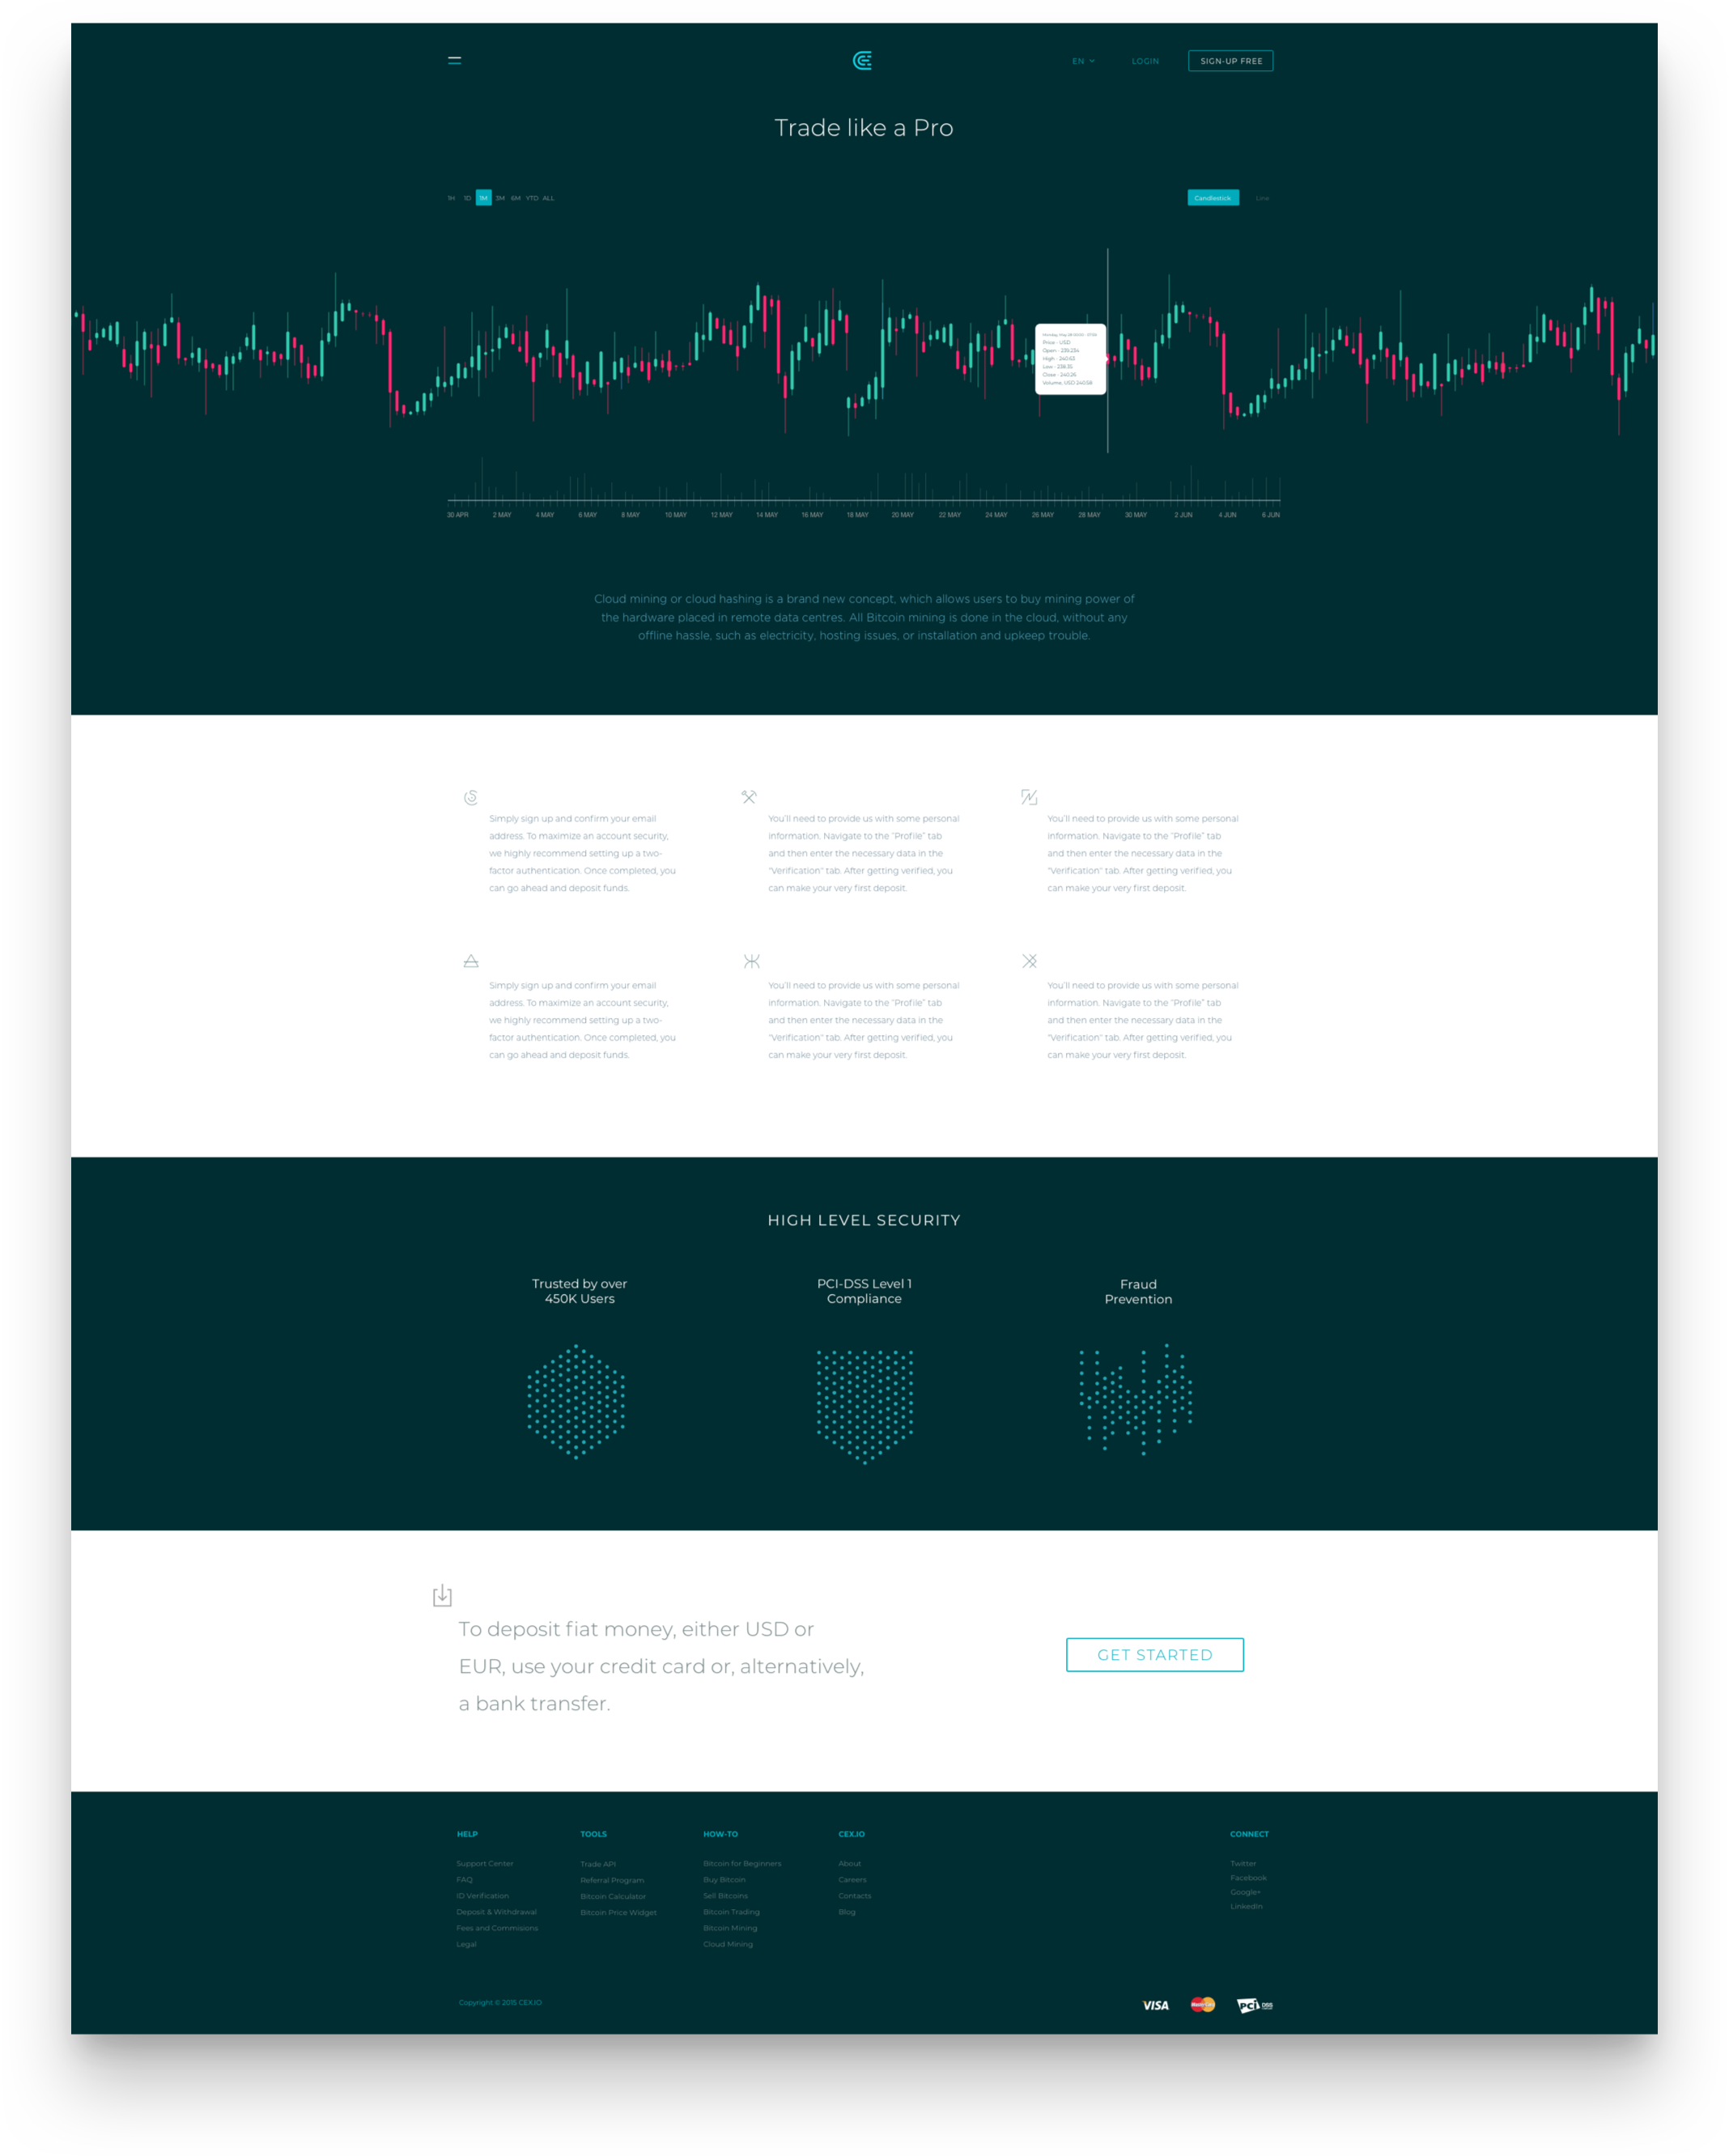 EN
LOGIN
SIGN-UP FREE
Trade like a Pro
1H 1D 1M 3M 6M YTD ALL
Candlestick
Line
Price - USD
Open - 239.234
High - 240.63
Low - 238.35
Close - 240.26
Volume, USD 240.58
30 APR 2 MAY 4 MAY 6 MAY 8 MAY 10 MAY 12 MAY 14 MAY 16 MAY 18 MAY 20 MAY 22 MAY 24 MAY 26 MAY 28 MAY 30 MAY 2 JUN 4 JUN 6 JUN
Cloud mining or cloud hashing is a brand new concept, which allows users to buy mining power of
the hardware placed in remote data centres. All Bitcoin mining is done in the cloud, without any
offline hassle, such as electricity, hosting issues, or installation and upkeep trouble.
Simply sign up and confirm your email
address. To maximize an account security,
we highly recommend setting up a two-
factor authentication. Once completed, you
can go ahead and deposit funds.
You'll need to provide us with some personal
information. Navigate to the "Profile" tab
and then enter the necessary data in the
"Verification" tab. After getting verified, you
can make your very first deposit.
You'll need to provide us with some personal
information. Navigate to the "Profile" tab
and then enter the necessary data in the
"Verification" tab. After getting verified, you
can make your very first deposit.
Simply sign up and confirm your email
address. To maximize an account security,
we highly recommend setting up a two-
factor authentication. Once completed, you
can go ahead and deposit funds.
You'll need to provide us with some personal
information. Navigate to the "Profile" tab
and then enter the necessary data in the
"Verification" tab. After getting verified, you
can make your very first deposit.
You'll need to provide us with some personal
information. Navigate to the "Profile" tab
and then enter the necessary data in the
"Verification" tab. After getting verified, you
can make your very first deposit.
HIGH LEVEL SECURITY
Trusted by over
450K Users
PCI-DSS Level 1
Compliance
Fraud
Prevention
To deposit fiat money, either USD or
EUR, use your credit card or, alternatively,
a bank transfer.
GET STARTED
HELP
Support Center
FAQ
ID Verification
Deposit & Withdrawal
Fees and Commisions
Legal
TOOLS
Trade API
Referral Program
Bitcoin Calculator
Bitcoin Price Widget
HOW-TO
Bitcoin for Beginners
Buy Bitcoin
Sell Bitcoins
Bitcoin Trading
Bitcoin Mining
Cloud Mining
CEX.IO
About
Careers
Contacts
Blog
CONNECT
Twitter
Facebook
Google+
LinkedIn
Copyright © 2015 CEX.IO
VISA
MasterCard
PCI DSS